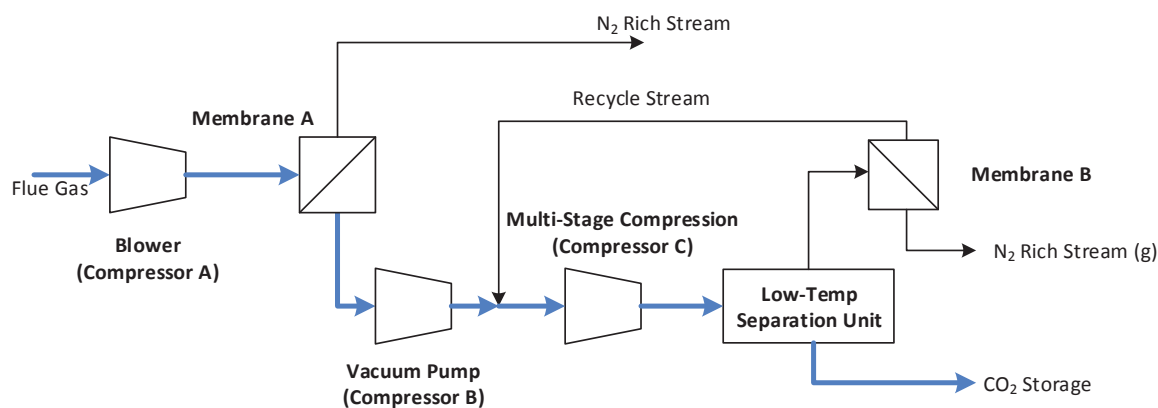 N₂ Rich Stream
Recycle Stream
Membrane A
Flue Gas
Membrane B
Multi-Stage Compression
(Compressor C)
Blower
(Compressor A)
N₂ Rich Stream (g)
Low-Temp
Separation Unit
Vacuum Pump
(Compressor B)
CO₂ Storage